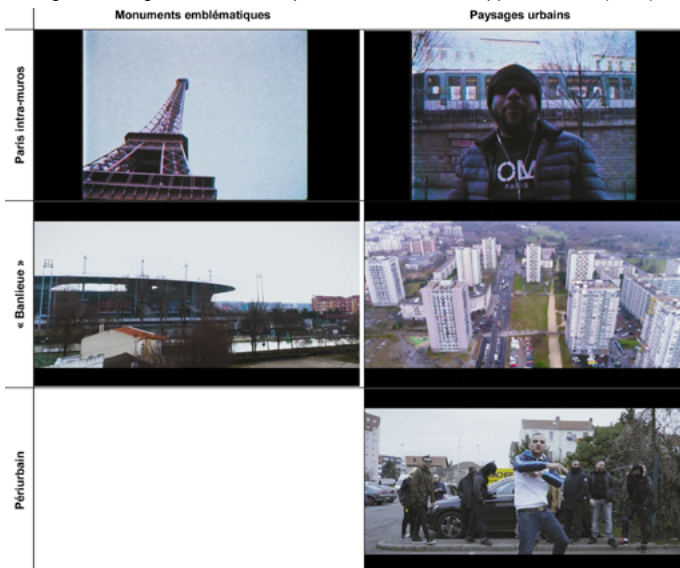 Monuments emblématiques
Paysages urbains
Paris intra-muros
OM
PARIS
« Banlieue »
Périurbain